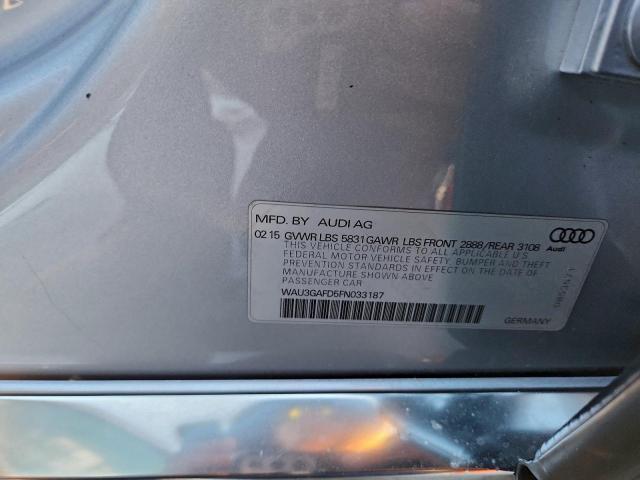 MFD. BY AUDI AG
02 15 GVWR LBS 5831 GAWR LBS FRONT 2888/REAR 3108
THIS VEHICLE CONFORMS TO ALL APPLICABLE U.S.
FEDERAL MOTOR VEHICLE SAFETY, BUMPER AND THEFT
PREVENTION STANDARDS IN EFFECT ON THE DATE OF
MANUFACTURE SHOWN ABOVE
PASSENGER CAR
WAU3GAFD5FN033187
Audi
GERMANY